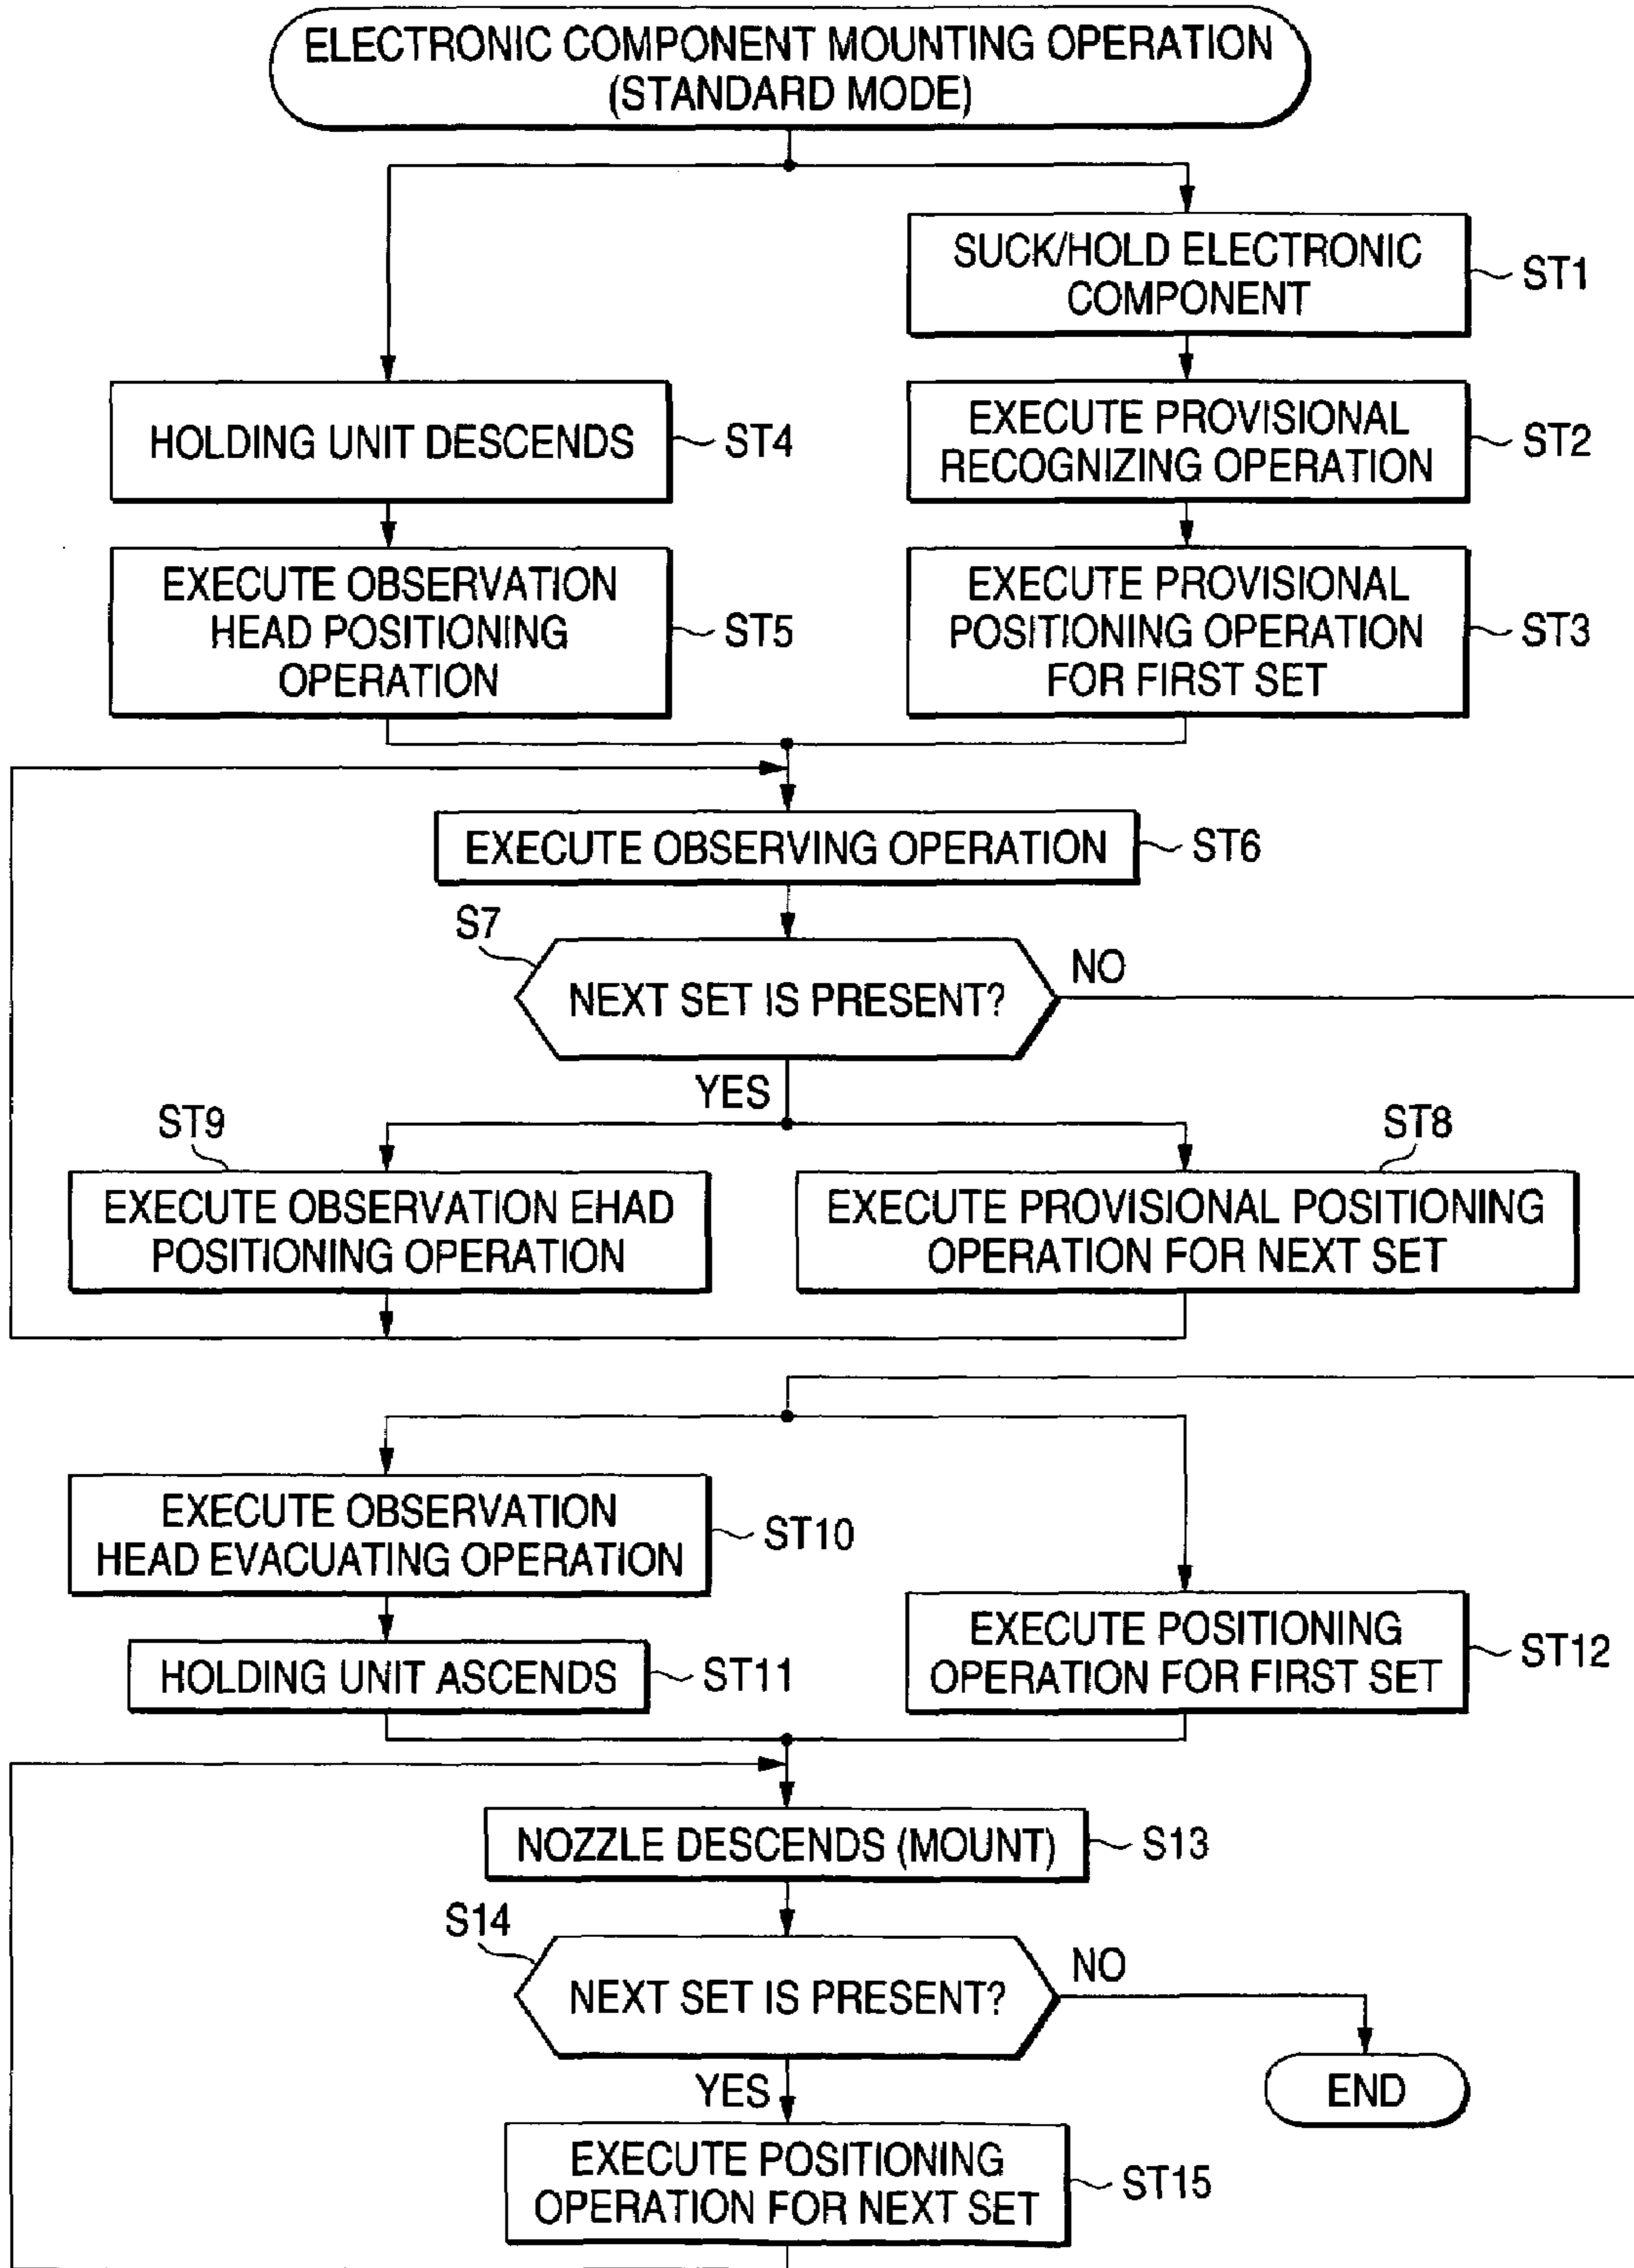 ELECTRONIC COMPONENT MOUNTING OPERATION
(STANDARD MODE)
SUCK/HOLD ELECTRONIC
COMPONENT
ST1
HOLDING UNIT DESCENDS
ST4
EXECUTE PROVISIONAL
RECOGNIZING OPERATION
ST2
EXECUTE OBSERVATION
HEAD POSITIONING
OPERATION
ST5
EXECUTE PROVISIONAL
POSITIONING OPERATION
FOR FIRST SET
ST3
EXECUTE OBSERVING OPERATION
ST6
S7
NEXT SET IS PRESENT?
NO
YES
ST9
EXECUTE OBSERVATION EHAD
POSITIONING OPERATION
ST8
EXECUTE PROVISIONAL POSITIONING
OPERATION FOR NEXT SET
EXECUTE OBSERVATION
HEAD EVACUATING OPERATION
ST10
HOLDING UNIT ASCENDS
ST11
EXECUTE POSITIONING
OPERATION FOR FIRST SET
ST12
NOZZLE DESCENDS (MOUNT)
S13
S14
NEXT SET IS PRESENT?
NO
YES
END
EXECUTE POSITIONING
OPERATION FOR NEXT SET
ST15